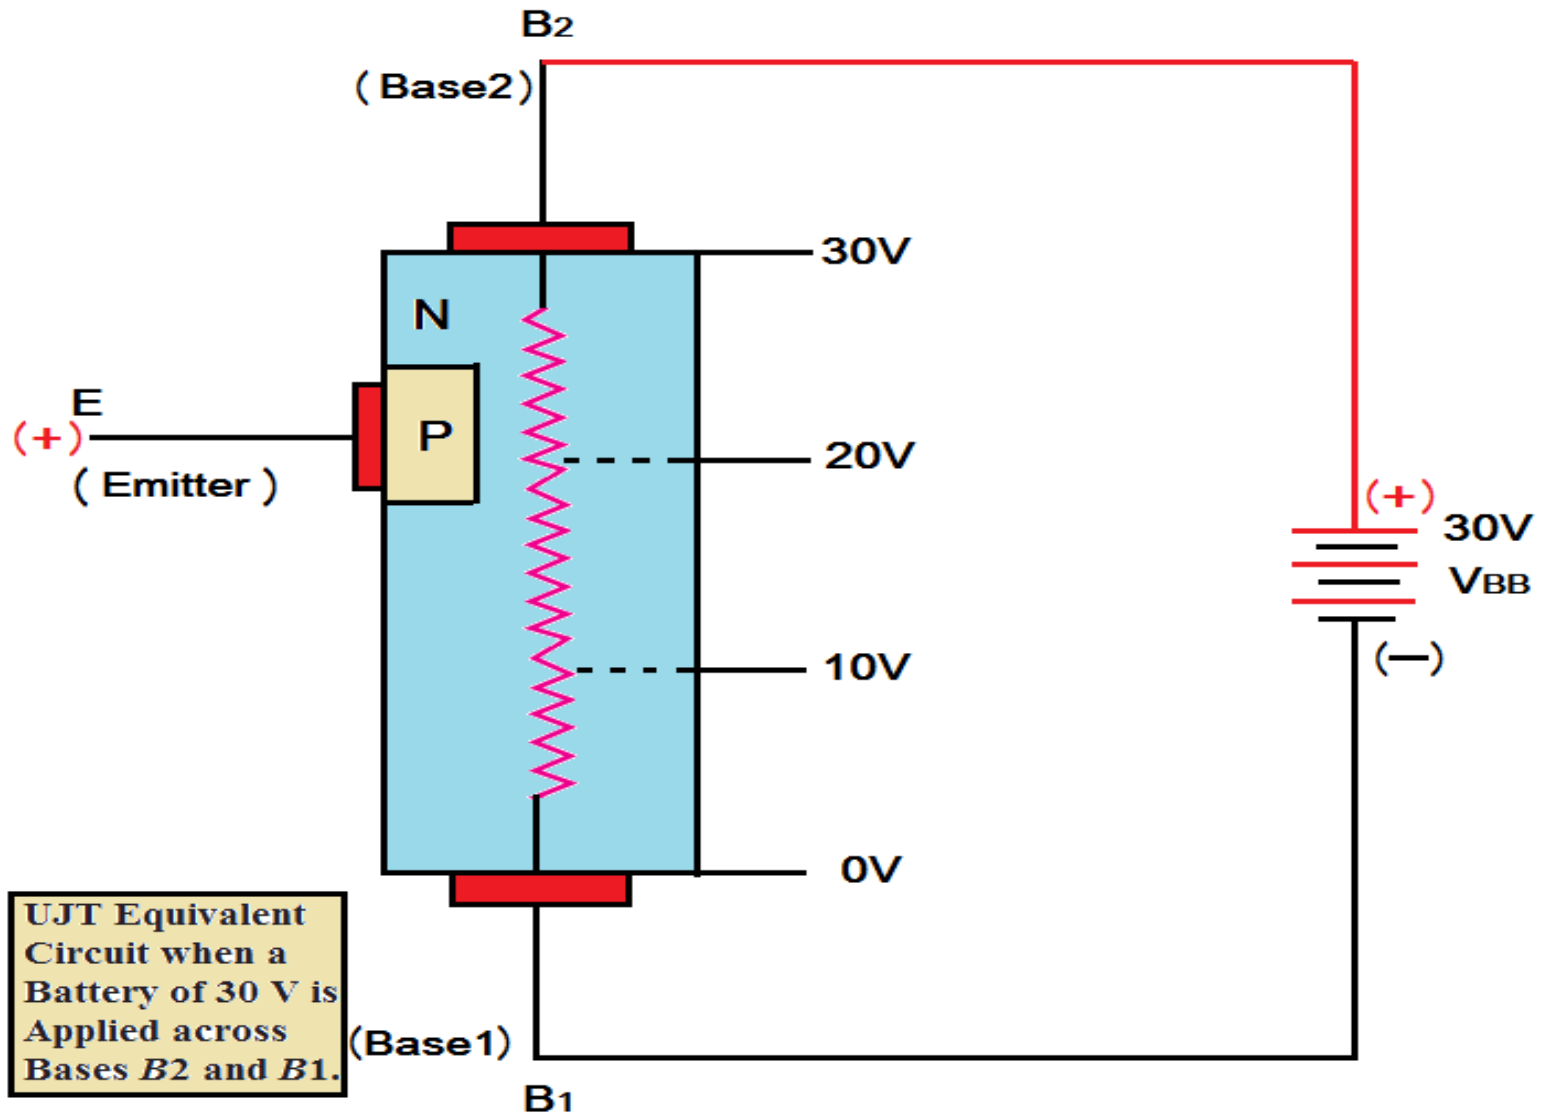 B2
(Base2)
30V
N
E
(+)
P
(Emitter)
20V
(+)
30V
VBB
(—)
10V
0V
UJT Equivalent
Circuit when a
Battery of 30 V is
Applied across
Bases B2 and B1.
(Base1)
B1